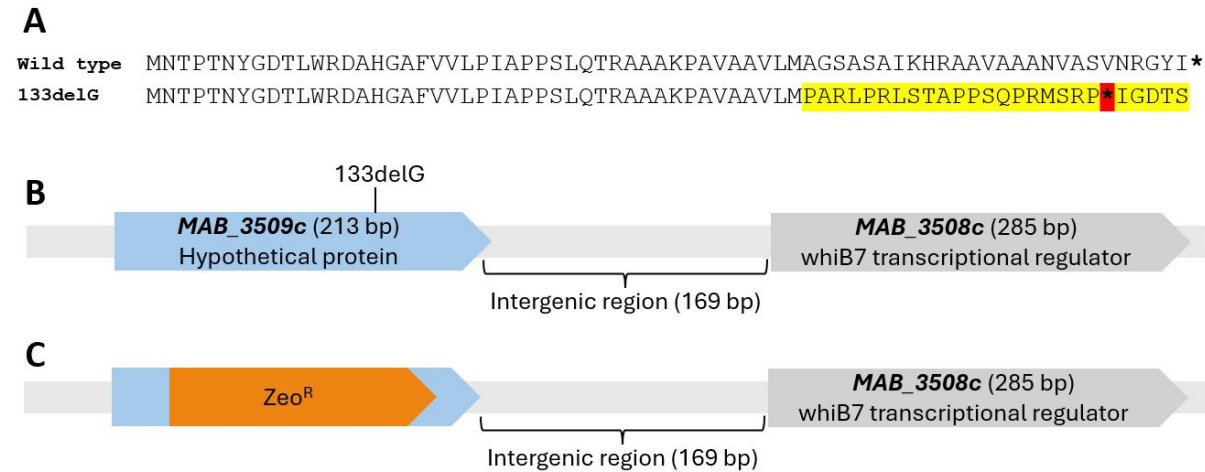 A
Wild type MNTPTNYGDTLWRDAHGAFVVLPIAPPSLQTRAAAKPAVAAVLMAGSASAIKHRAAVAAANVASVNRGYI*
133delG MNTPTNYGDTLWRDAHGAFVVLPIAPPSLQTRAAAKPAVAAVLMPARLPRLSTAPPSQPRMSRP*IGDTS
133delG
B
MAB_3509c (213 bp)
Hypothetical protein
MAB_3508c (285 bp)
whiB7 transcriptional regulator
Intergenic region (169 bp)
C
ZeoR
MAB_3508c (285 bp)
whiB7 transcriptional regulator
Intergenic region (169 bp)